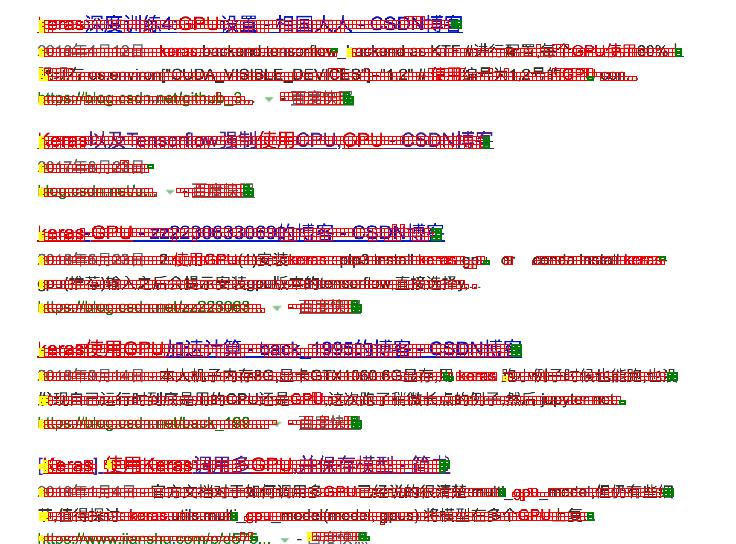 keras深度训练4:GPU设置 - 相国大人 - CSDN博客
2018年1月12日 - keras.backend.tensorflow_backend as KTF #进行配置,每个GPU使用60%上
os.environ["CUDA_VISIBLE_DEVICES"]="1,2" # 使用编号为1,2号的GPU con...
https://blog.csdn.net/github_3... - 百度快照
Keras以及Tensorflow强制使用CPU,GPU - CSDN博客
2017年8月23日
blog.csdn.net/u... - 百度快照
keras-GPU - zz2230633069的博客 - CSDN博客
2018年6月23日 - 2.使用GPU(1)安装keras pip3 install keras-gpu or conda install keras-
gpu(推荐)输入之后会提示安装gpu版本的tensorflow,直接选择y...
https://blog.csdn.net/zz223063... - 百度快照
keras使用GPU加速计算 - back_199509的博客 - CSDN博客
2018年9月14日 - 本人机子内存8G,显卡GTX1060 6G显存,用keras跑小例子时候也能跑,也没
发现自己运行时到底是用的CPU还是GPU,这次跑了稍微长点的例子,然后jupyter not...
https://blog.csdn.net/back_199... - 百度快照
[Keras] 使用 Keras 调用多 GPU,并保存模型 - 简书
2018年1月4日 - 官方文档对于如何调用多GPU已经说的很清楚:multi_gpu_model,但仍有些细
节,值得探讨. keras.utils.multi_gpu_model(model, gpus) 将模型在多个GPU上复...
https://www.jianshu.com/p/d57b... - 百度快照